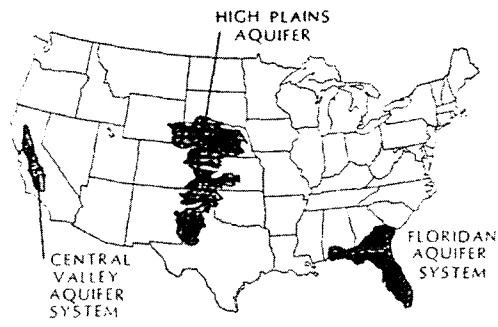 HIGH PLAINS
AQUIFER
CENTRAL
VALLEY
AQUIFER
SYSTEM
FLORIDAN
AQUIFER
SYSTEM